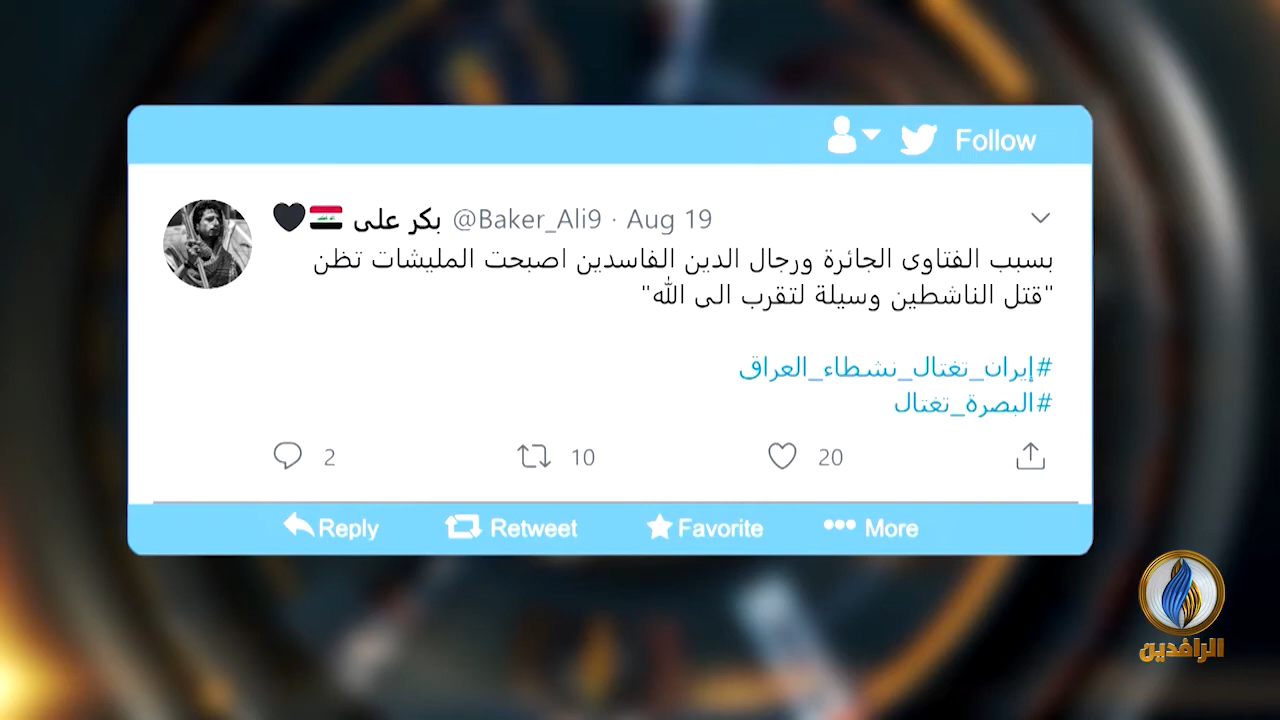 Follow
بكر على @Baker_Ali9 · Aug 19
بسبب الفتاوى الجائرة ورجال الدين الفاسدين اصبحت المليشات تظن
"قتل الناشطين وسيلة لتقرب الى الله"
#إيران_تغتال_نشطاء_العراق
#البصرة_تغتال
2 10 20
Reply Retweet Favorite More
الرافدين